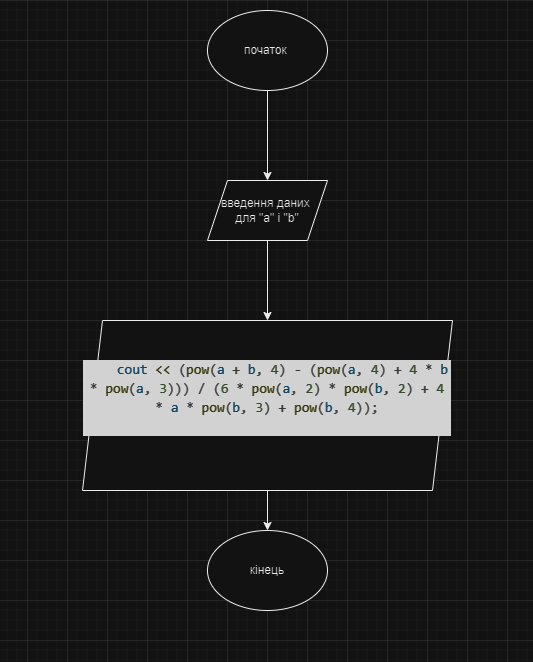 початок
введення даних
для "а" і "b"
cout << (pow(a + b, 4) - (pow(a, 4) + 4 * b
* pow(a, 3))) / (6 * pow(a, 2) * pow(b, 2) + 4
* a * pow(b, 3) + pow(b, 4));
кінець